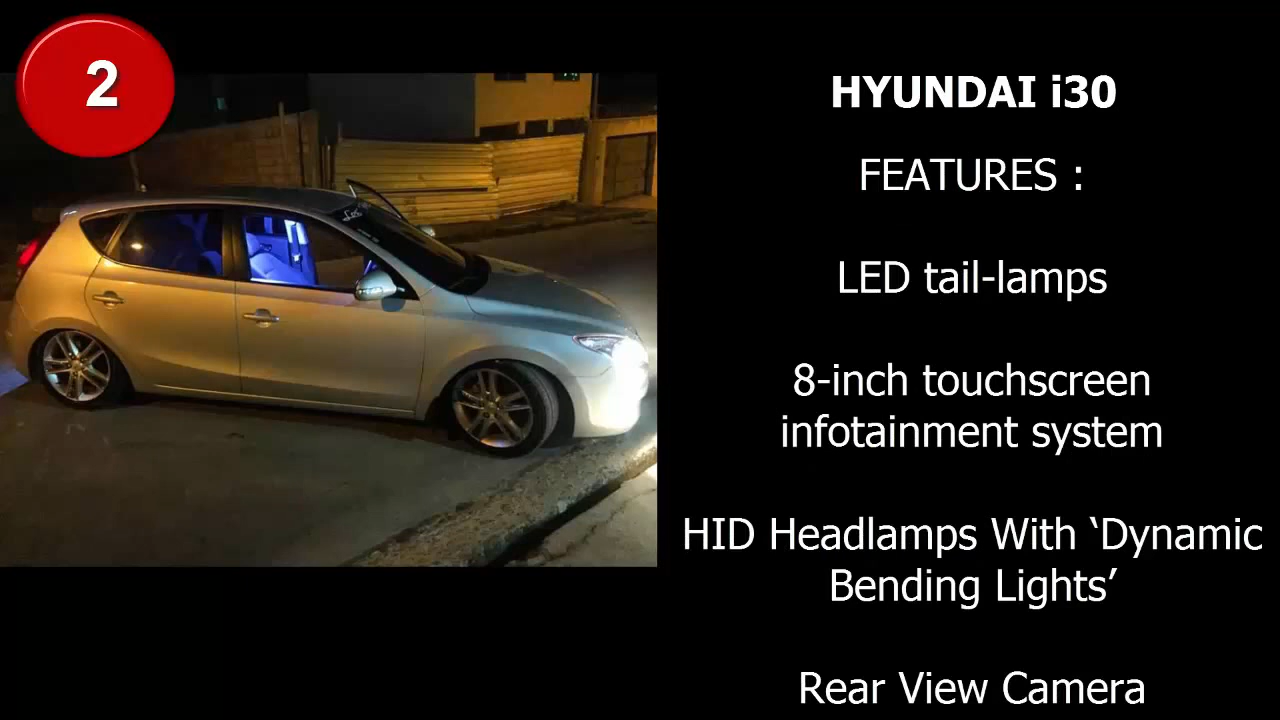 2
HYUNDAI i30
FEATURES :
LED tail-lamps
8-inch touchscreen
infotainment system
HID Headlamps With ‘Dynamic
Bending Lights’
Rear View Camera